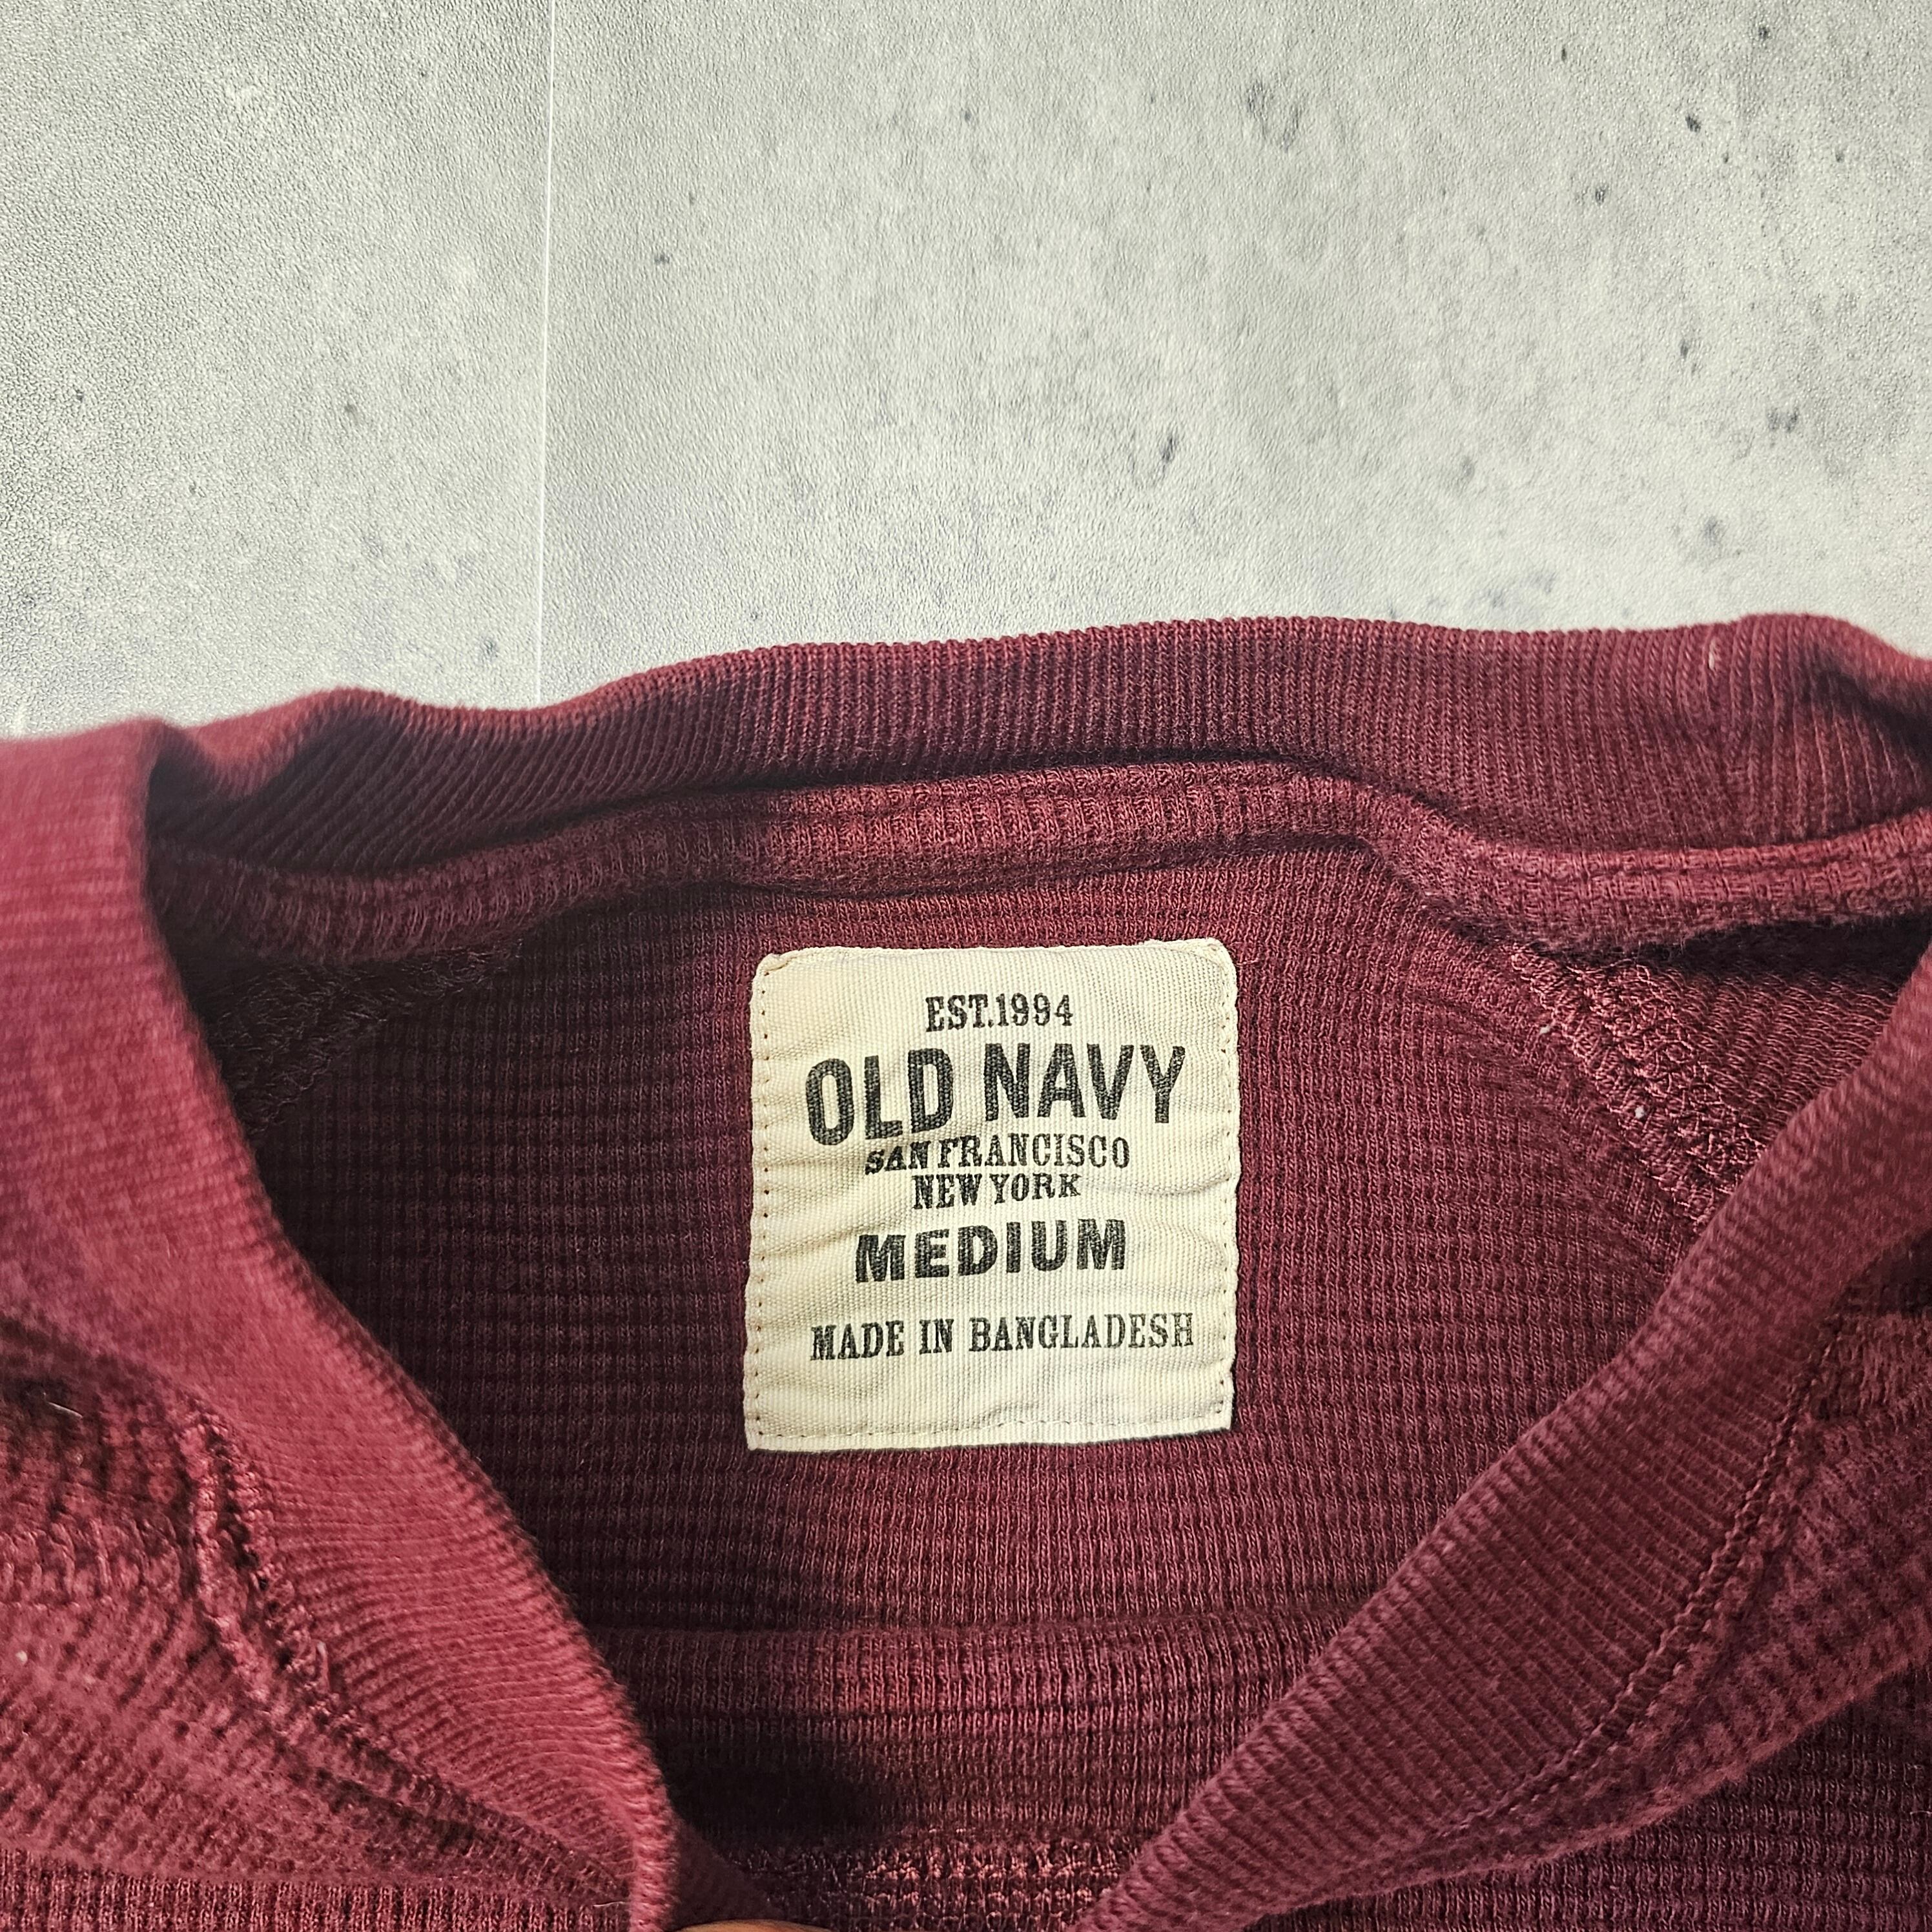 EST.1994
OLD NAVY
SAN FRANCISCO
NEW YORK
MEDIUM
MADE IN BANGLADESH